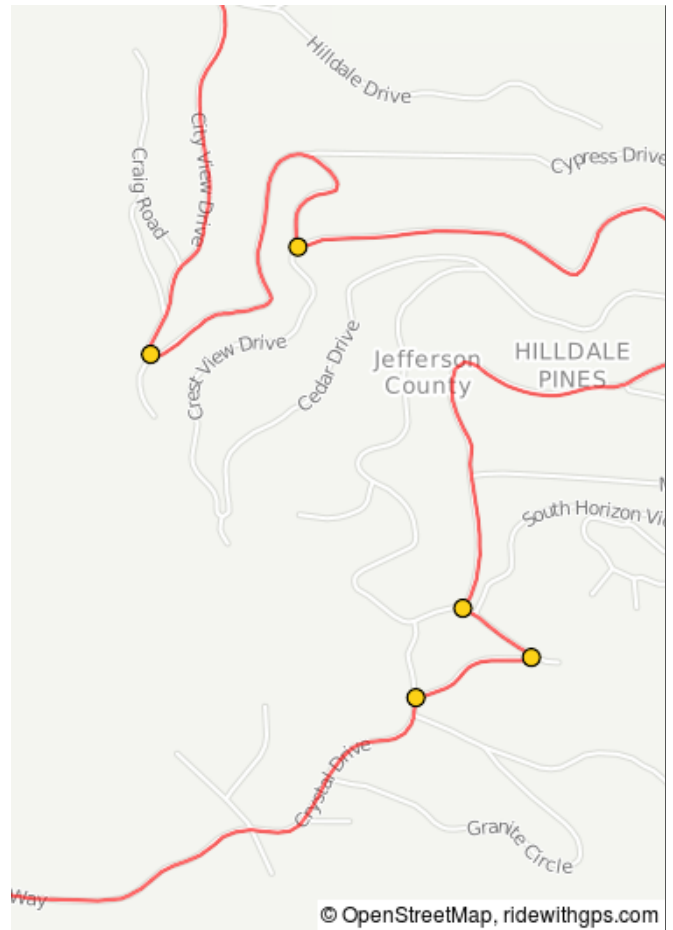 Hilldale Drive
City View Drive
Craig Road
Cypress Drive
Crest View Drive
Cedar Drive
Jefferson
County
HILLDALE
PINES
South Horizon Vi
Crystal Drive
Granite Circle
Way
© OpenStreetMap, ridewithgps.com